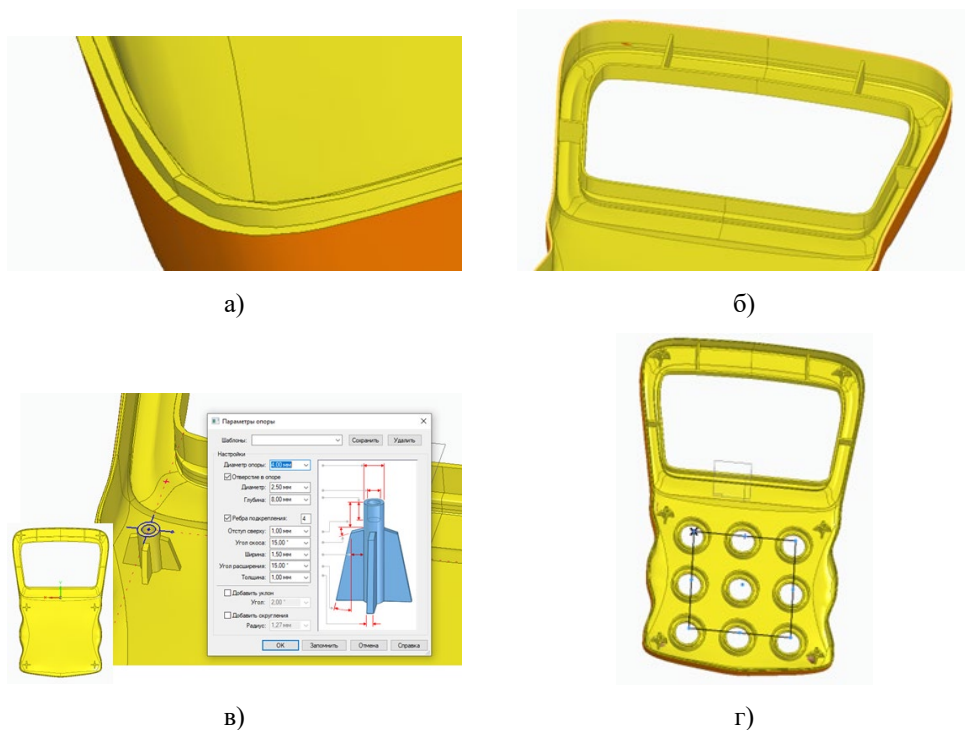 а)
б)
Параметры опоры
Шаблоны:
Сохранить
Удалить
Настройки
Диаметр опоры: 4,00 мм
Отверстие в опоре
Диаметр: 2,50 мм
Глубина: 8,00 мм
Ребра подкрепления: 4
Отступ сверху: 1,00 мм
Угол скоса: 15,00 °
Ширина: 1,50 мм
Угол расширения: 15,00 °
Толщина: 1,00 мм
Добавить уклон
Угол: 2,00 °
Добавить скругления
Радиус: 1,27 мм
OK
Запомнить
Отмена
Справка
в)
г)